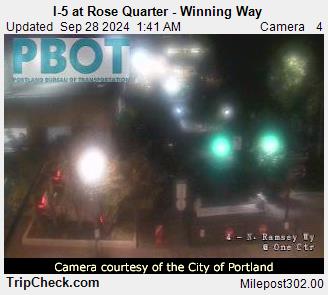 I-5 at Rose Quarter - Winning Way
Updated Sep 28 2024 1:41 AM Camera 4
PBOT
PORTLAND BUREAU OF TRANSPORTATION
4 - N. Ramsey Wy
@ One Ctr
Camera courtesy of the City of Portland
TripCheck.com Milepost302.00